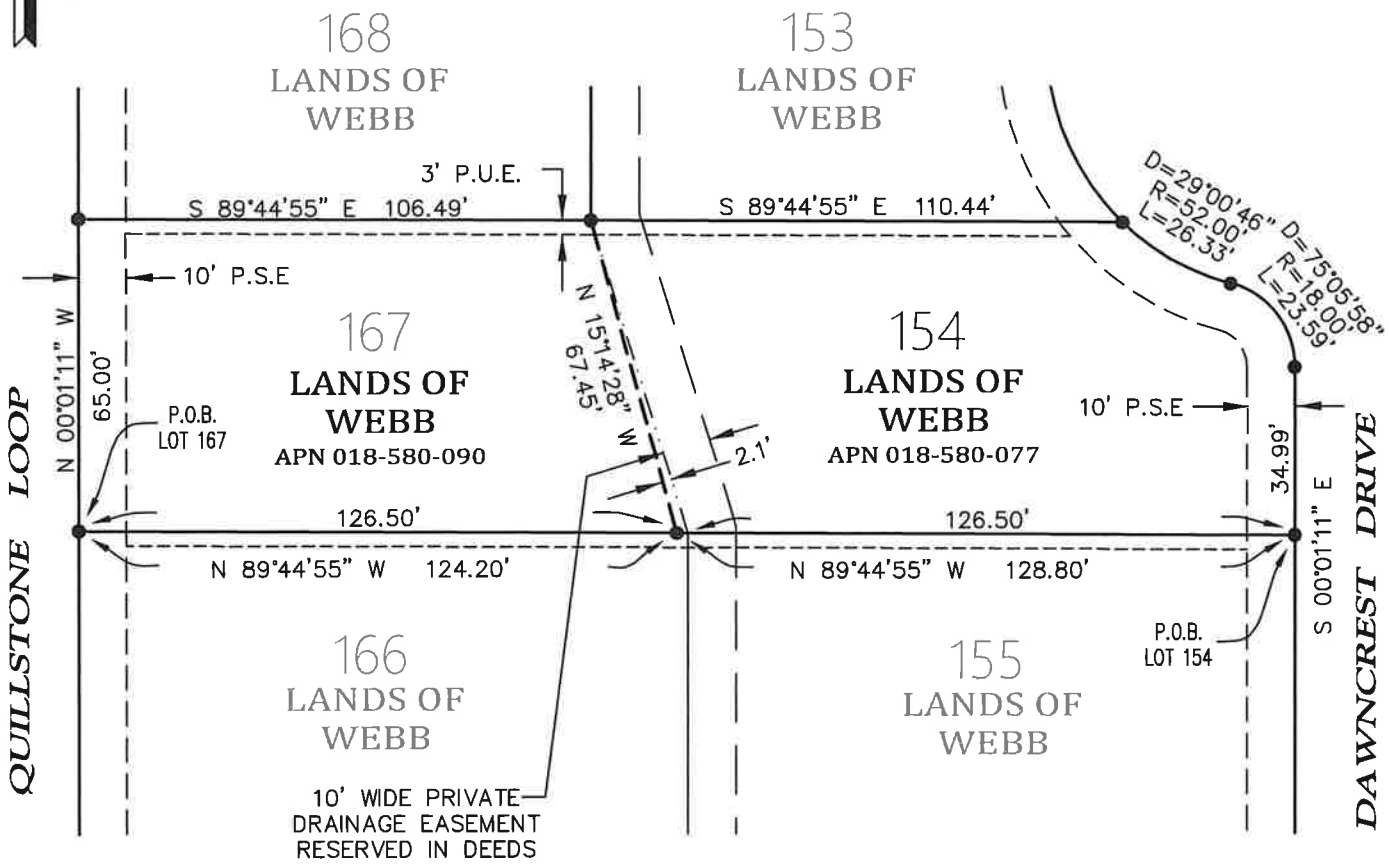 168
LANDS OF
WEBB
153
LANDS OF
WEBB
3' P.U.E.
S 89°44'55" E 106.49'
S 89°44'55" E 110.44'
D=29°00'46"
R=52.00'
L=26.33'
D=75°05'58"
R=18.00'
L=23.59'
10' P.S.E
N 00°01'11" W
65.00'
167
LANDS OF
WEBB
APN 018-580-090
P.O.B.
LOT 167
N 15°14'28" W
67.45'
2.1'
154
LANDS OF
WEBB
APN 018-580-077
10' P.S.E
34.99'
S 00°01'11" E
QUILLSTONE LOOP
DAWNCREST DRIVE
126.50'
126.50'
N 89°44'55" W 124.20'
N 89°44'55" W 128.80'
166
LANDS OF
WEBB
155
LANDS OF
WEBB
P.O.B.
LOT 154
10' WIDE PRIVATE
DRAINAGE EASEMENT
RESERVED IN DEEDS